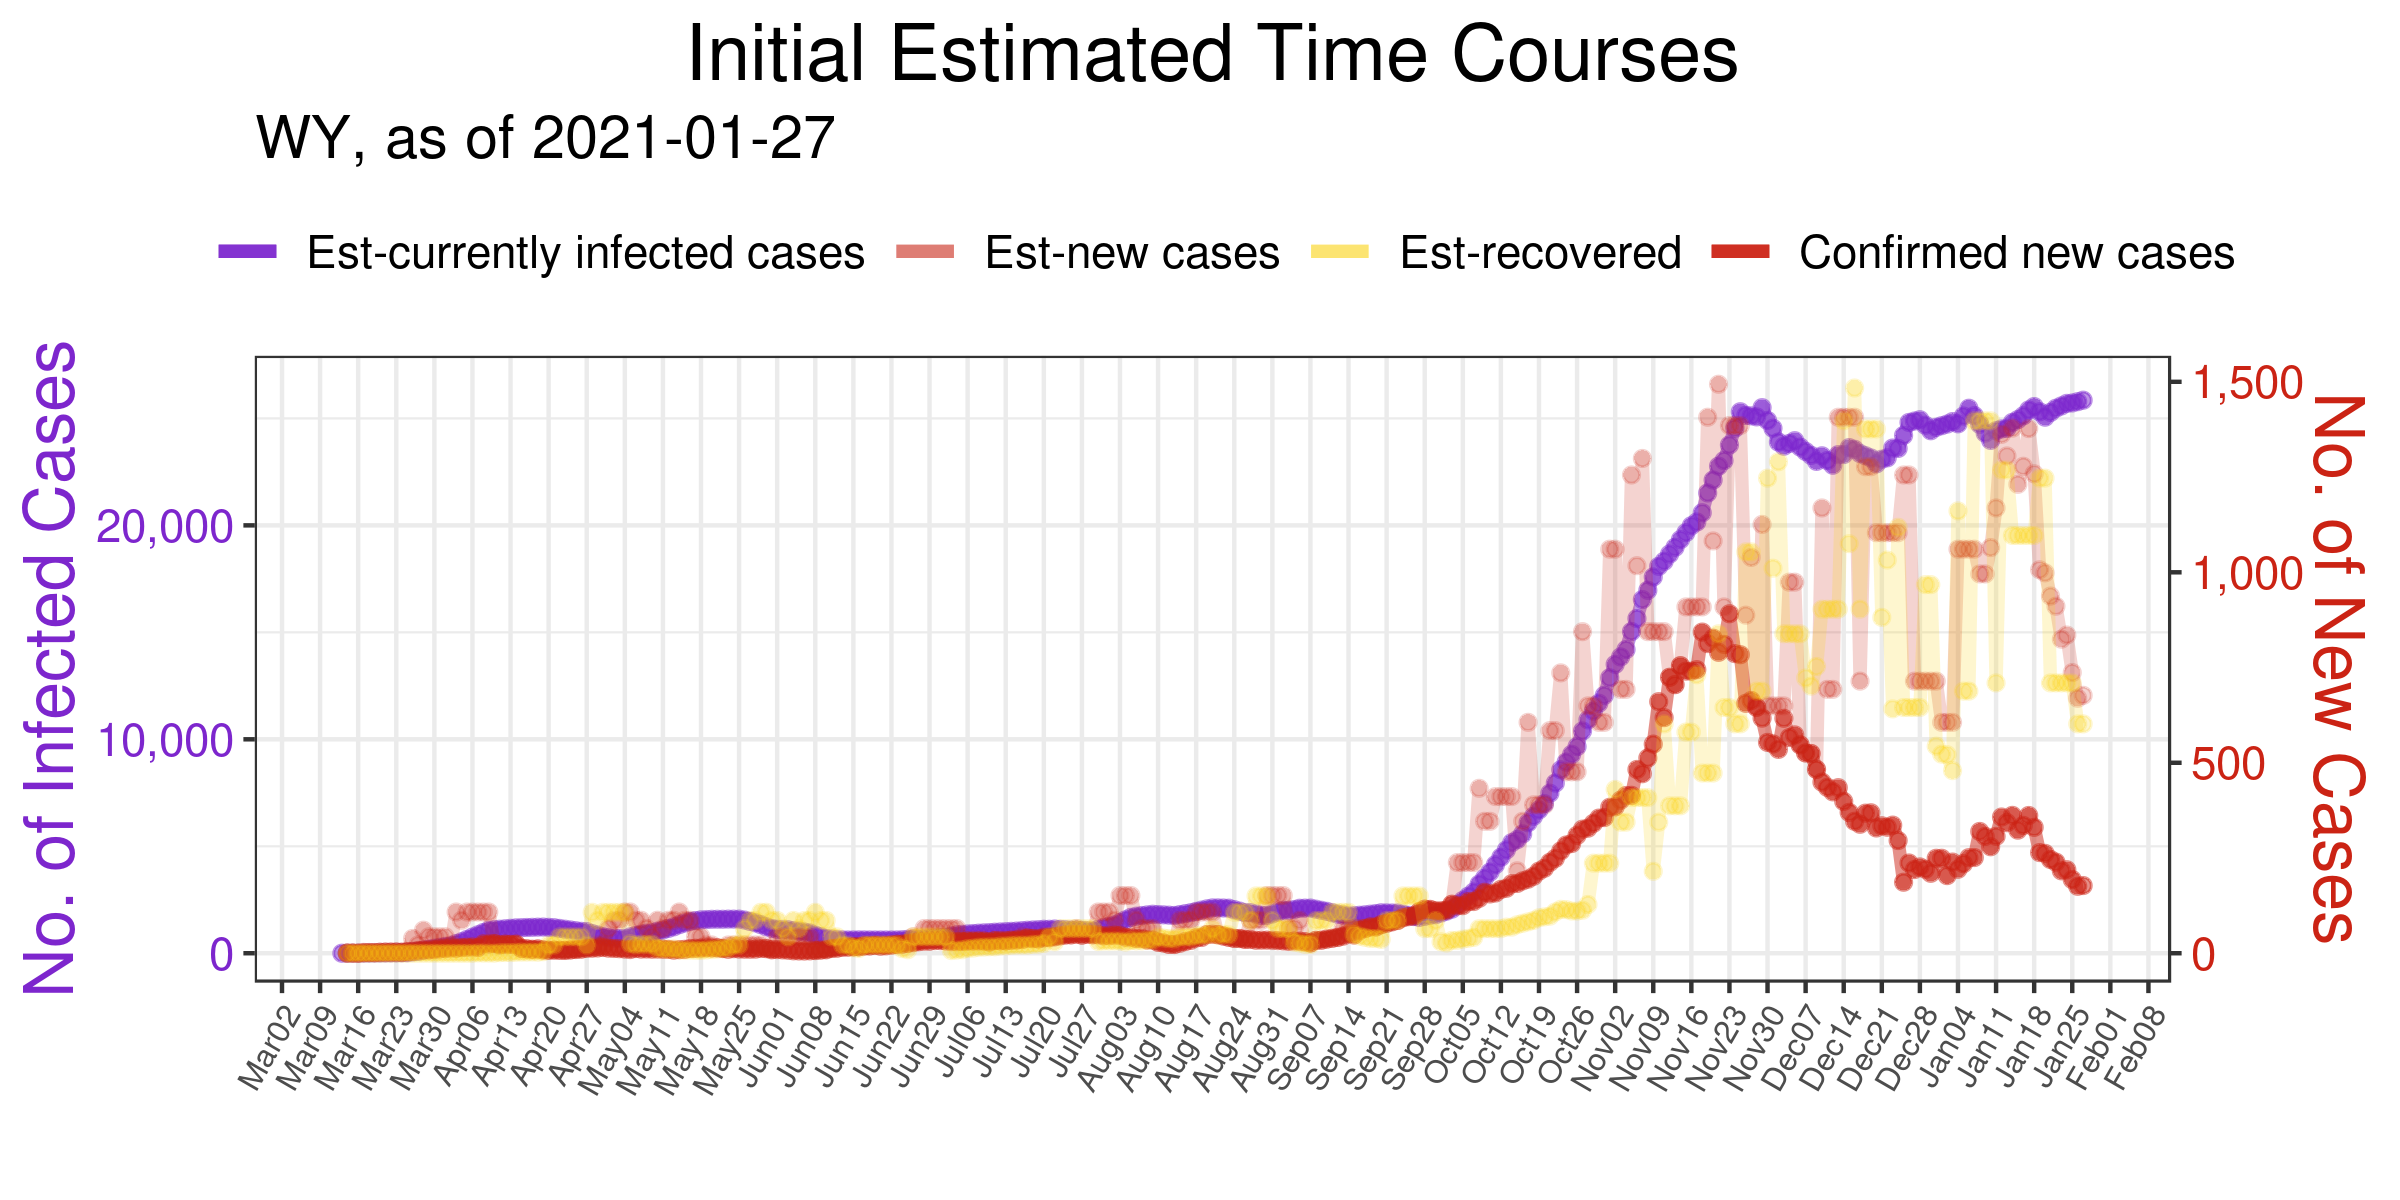 Initial Estimated Time Courses
WY, as of 2021-01-27
Est-currently infected cases
Est-new cases
Est-recovered
Confirmed new cases
No. of Infected Cases
20,000
10,000
0
1,500
1,000
500
0
No. of New Cases
Mar02
Mar09
Mar16
Mar23
Mar30
Apr06
Apr13
Apr20
Apr27
May04
May11
May18
May25
Jun01
Jun08
Jun15
Jun22
Jun29
Jul06
Jul13
Jul20
Jul27
Aug03
Aug10
Aug17
Aug24
Aug31
Sep07
Sep14
Sep21
Sep28
Oct05
Oct12
Oct19
Oct26
Nov02
Nov09
Nov16
Nov23
Nov30
Dec07
Dec14
Dec21
Dec28
Jan04
Jan11
Jan18
Jan25
Feb01
Feb08